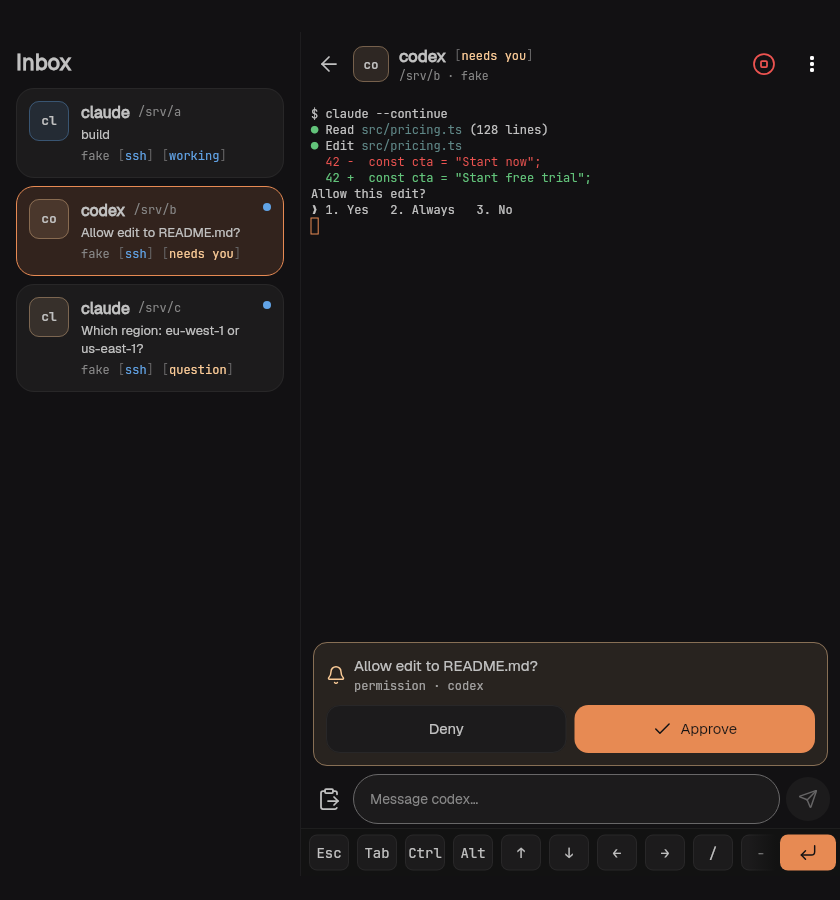 Inbox
cl
claude /srv/a
build
fake [ssh] [working]
co
codex /srv/b
Allow edit to README.md?
fake [ssh] [needs you]
cl
claude /srv/c
Which region: eu-west-1 or
us-east-1?
fake [ssh] [question]
co
codex [needs you]
/srv/b · fake
$ claude --continue
● Read src/pricing.ts (128 lines)
● Edit src/pricing.ts
42 -  const cta = "Start now";
42 +  const cta = "Start free trial";
Allow this edit?
❯ 1. Yes   2. Always   3. No
Allow edit to README.md?
permission · codex
Deny
Approve
Message codex…
Esc Tab Ctrl Alt ↑ ↓ ← → / -